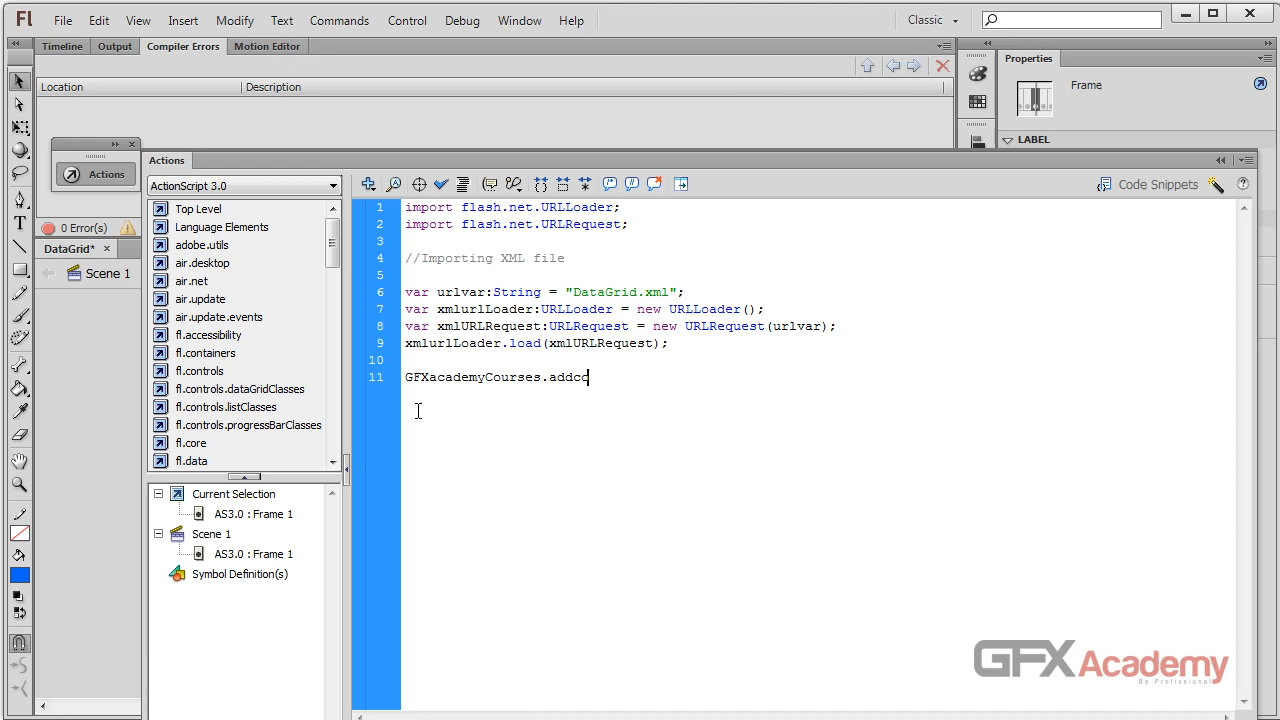 Fl File Edit View Insert Modify Text Commands Control Debug Window Help Classic
Timeline Output Compiler Errors Motion Editor
Properties
Location Description
Frame
LABEL
Actions
Actions
ActionScript 3.0
Code Snippets
Top Level
Language Elements
adobe.utils
air.desktop
air.net
air.update
air.update.events
fl.accessibility
fl.containers
fl.controls
fl.controls.dataGridClasses
fl.controls.listClasses
fl.controls.progressBarClasses
fl.core
fl.data
0 Error(s)
DataGrid*
Scene 1
1 import flash.net.URLLoader;
2 import flash.net.URLRequest;
3
4 //Importing XML file
5
6 var urlvar:String = "DataGrid.xml";
7 var xmlurlLoader:URLLoader = new URLLoader();
8 var xmlURLRequest:URLRequest = new URLRequest(urlvar);
9 xmlurlLoader.load(xmlURLRequest);
10
11 GFXacademyCourses.addcc
Current Selection
AS3.0 : Frame 1
Scene 1
AS3.0 : Frame 1
Symbol Definition(s)
GFXAcademy
Be Profissional